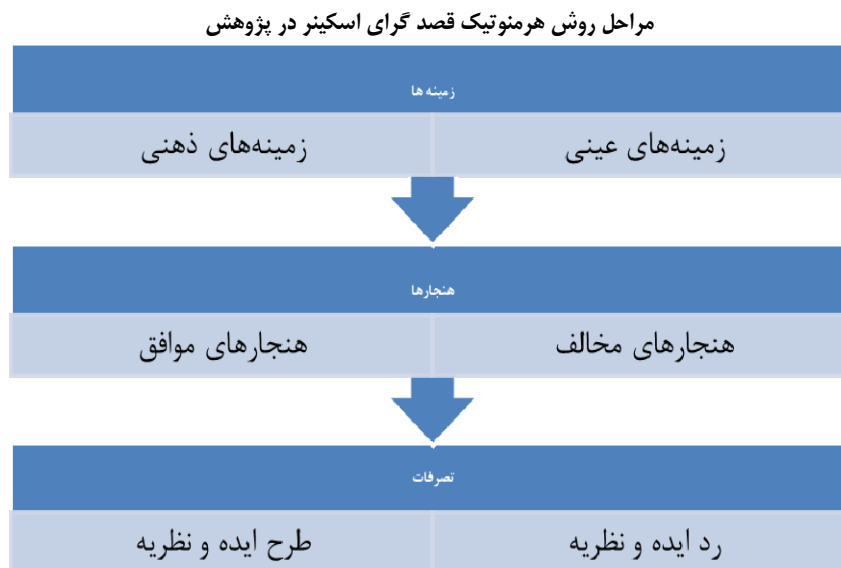 مراحل روش هرمنوتیک قصد گرای اسکینر در پژوهش
زمینه ها
زمینه‌های عینی
زمینه‌های ذهنی
هنجارها
هنجارهای مخالف
هنجارهای موافق
تصرفات
رد ایده و نظریه
طرح ایده و نظریه